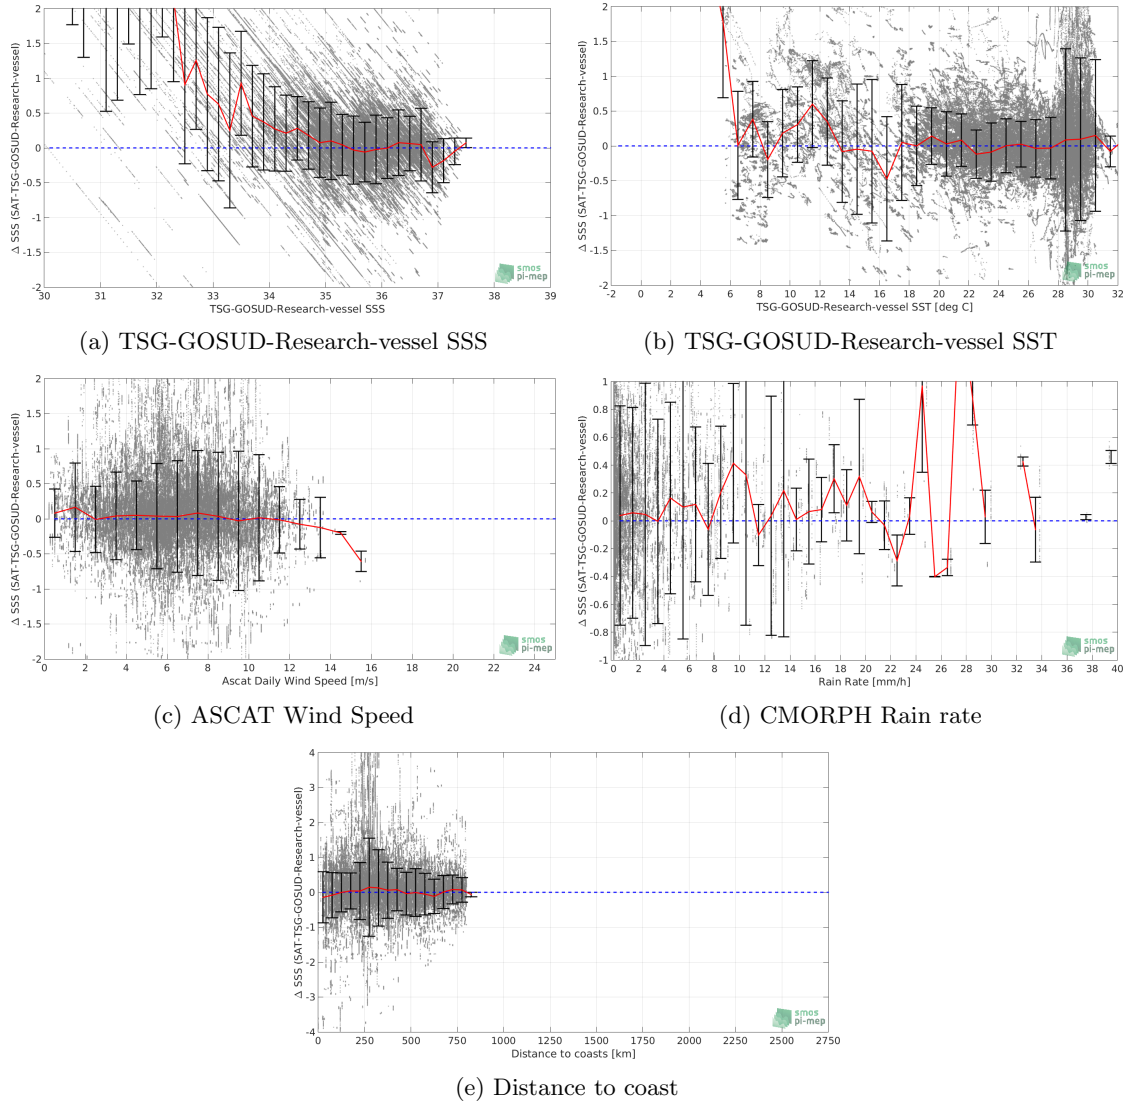 2
1.5
1
0.5
0
-0.5
-1
-1.5
-2
Δ SSS (SAT-TSG-GOSUD-Research-vessel)
30 31 32 33 34 35 36 37 38 39
TSG-GOSUD-Research-vessel SSS
smos
pi-mep
(a) TSG-GOSUD-Research-vessel SSS
2
1.5
1
0.5
0
-0.5
-1
-1.5
-2
Δ SSS (SAT-TSG-GOSUD-Research-vessel)
-2 0 2 4 6 8 10 12 14 16 18 20 22 24 26 28 30 32
TSG-GOSUD-Research-vessel SST [deg C]
smos
pi-mep
(b) TSG-GOSUD-Research-vessel SST
2
1.5
1
0.5
0
-0.5
-1
-1.5
-2
Δ SSS (SAT-TSG-GOSUD-Research-vessel)
0 2 4 6 8 10 12 14 16 18 20 22 24
Ascat Daily Wind Speed [m/s]
smos
pi-mep
(c) ASCAT Wind Speed
1
0.8
0.6
0.4
0.2
0
-0.2
-0.4
-0.6
-0.8
-1
Δ SSS (SAT-TSG-GOSUD-Research-vessel)
0 2 4 6 8 10 12 14 16 18 20 22 24 26 28 30 32 34 36 38 40
Rain Rate [mm/h]
smos
pi-mep
(d) CMORPH Rain rate
4
3
2
1
0
-1
-2
-3
-4
Δ SSS (SAT-TSG-GOSUD-Research-vessel)
0 250 500 750 1000 1250 1500 1750 2000 2250 2500 2750
Distance to coasts [km]
smos
pi-mep
(e) Distance to coast